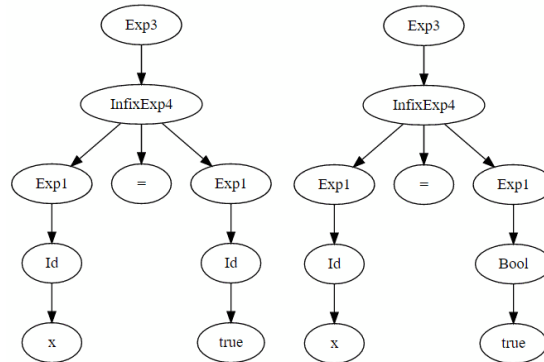 Exp3 Exp3
InfixExp4 InfixExp4
Exp1 = Exp1 Exp1 = Exp1
Id Id Id Bool
x true x true